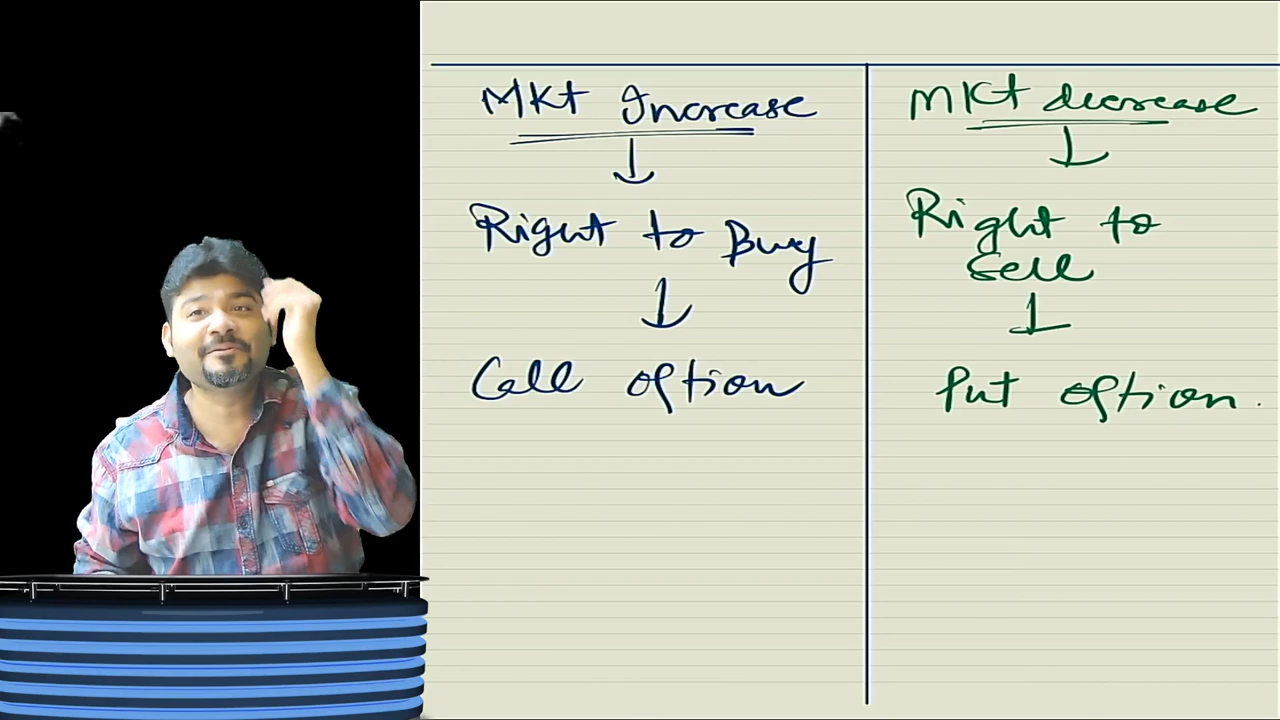 MKt Increase
↓
Right to Buy
↓
Call option
MKt decrease
↓
Right to
Sell
↓
Put option.